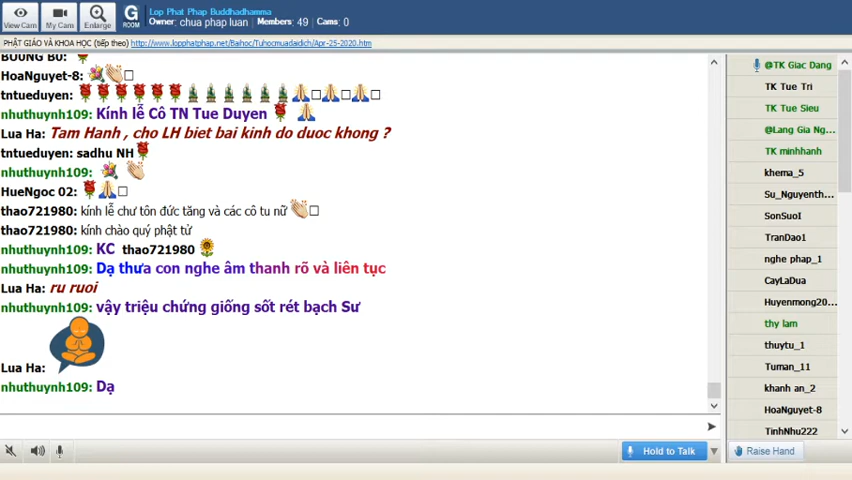 Lop Phat Phap Buddhadhamma
Owner: chua phap luan Members: 49 Cams: 0
View Cam My Cam Enlarge G ROOM
PHẬT GIÁO VÀ KHOA HỌC (tiếp theo) http://www.lopphatphap.net/Baihoc/Tuhocmuadaidich/Apr-25-2020.htm
BUONG BU:
HoaNguyet-8:
tntueduyen:
nhuthuynh109: Kính lễ Cô TN Tue Duyen
Lua Ha: Tam Hanh , cho LH biet bai kinh do duoc khong ?
tntueduyen: sadhu NH
nhuthuynh109:
HueNgoc 02:
thao721980: kính lễ chư tôn đức tăng và các cô tu nữ
thao721980: kính chào quý phật tử
nhuthuynh109: KC thao721980
nhuthuynh109: Dạ thưa con nghe âm thanh rõ và liên tục
Lua Ha: ru ruoi
nhuthuynh109: vậy triệu chứng giống sốt rét bạch Sư
Lua Ha:
nhuthuynh109: Dạ
Hold to Talk
@TK Giac Dang
TK Tue Tri
TK Tue Sieu
@Lang Gia Ng...
TK minhhanh
khema_5
Su_Nguyenth...
SonSuoI
TranDao1
nghe phap_1
CayLaDua
Huyenmong20...
thy lam
thuytu_1
Tuman_11
khanh an_2
HoaNguyet-8
TinhNhu222
Raise Hand